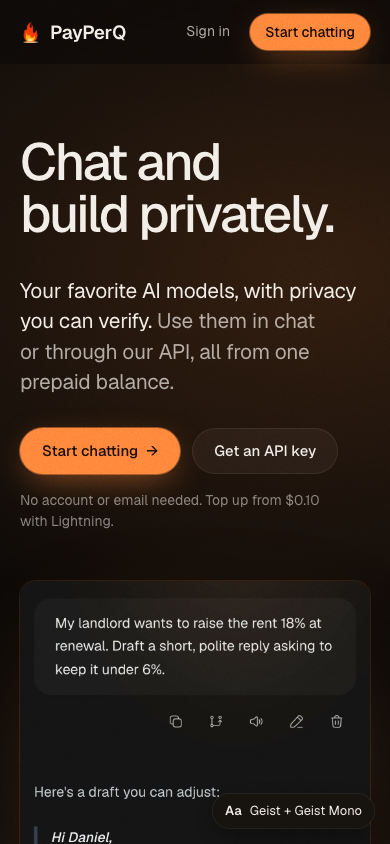 PayPerQ
Sign in
Start chatting
Chat and
build privately.
Your favorite AI models, with privacy
you can verify. Use them in chat
or through our API, all from one
prepaid balance.
Start chatting →
Get an API key
No account or email needed. Top up from $0.10
with Lightning.
My landlord wants to raise the rent 18% at
renewal. Draft a short, polite reply asking to
keep it under 6%.
Here's a draft you can adjust:
Aa Geist + Geist Mono
Hi Daniel,